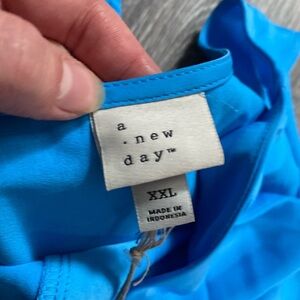 a
· new
day™
XXL
MADE IN
INDONESIA